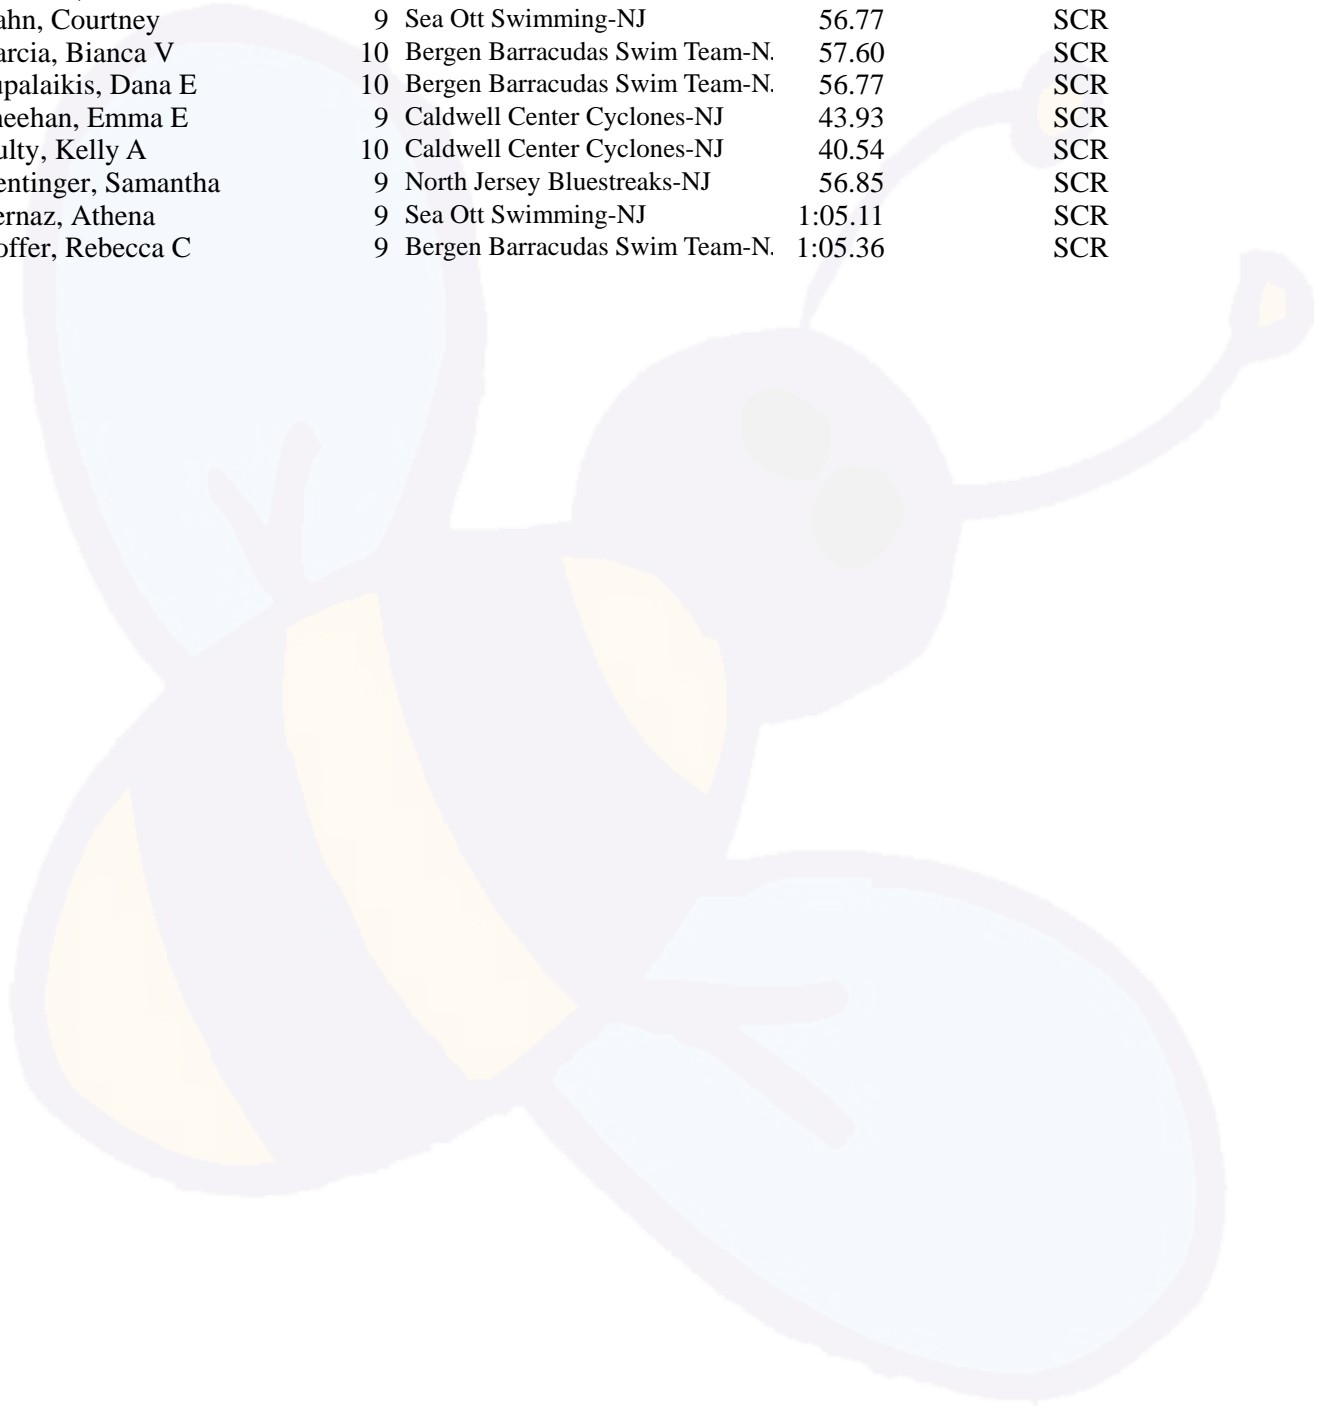 ahn, Courtney 9 Sea Ott Swimming-NJ 56.77 SCR
arcia, Bianca V 10 Bergen Barracudas Swim Team-N. 57.60 SCR
upalaikis, Dana E 10 Bergen Barracudas Swim Team-N. 56.77 SCR
heehan, Emma E 9 Caldwell Center Cyclones-NJ 43.93 SCR
ulty, Kelly A 10 Caldwell Center Cyclones-NJ 40.54 SCR
entinger, Samantha 9 North Jersey Bluestreaks-NJ 56.85 SCR
ernaz, Athena 9 Sea Ott Swimming-NJ 1:05.11 SCR
offer, Rebecca C 9 Bergen Barracudas Swim Team-N. 1:05.36 SCR